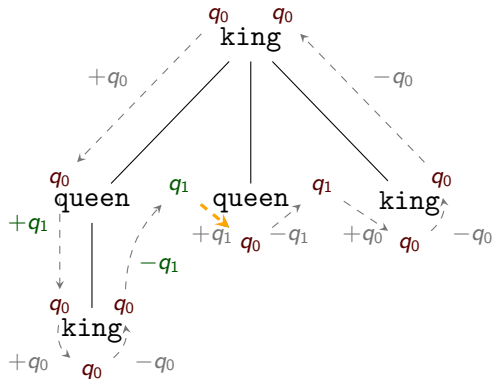 q₀ q₀
king
+q₀ −q₀
q₀ q₁ q₁ q₀
queen queen king
+q₁ +q₁ q₀ −q₁ +q₀ q₀ −q₀
−q₁
q₀ q₀
king
+q₀ q₀ −q₀